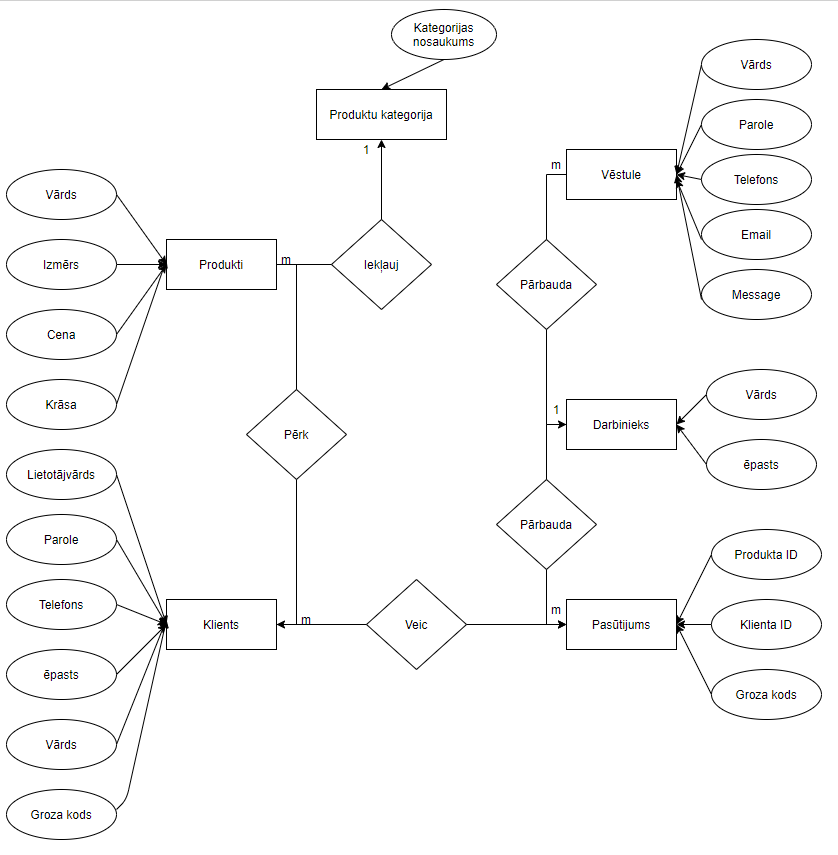 Kategorijas
nosaukums
Produktu kategorija
1
Vārds
Izmērs
Cena
Krāsa
Produkti
m
Iekļauj
Pērk
Lietotājvārds
Parole
Telefons
ēpasts
Vārds
Groza kods
Klients
m
Veic
Vārds
Parole
Telefons
Email
Message
m
Vēstule
Pārbauda
1
Darbinieks
Vārds
ēpasts
Pārbauda
m
Pasūtijums
Produkta ID
Klienta ID
Groza kods